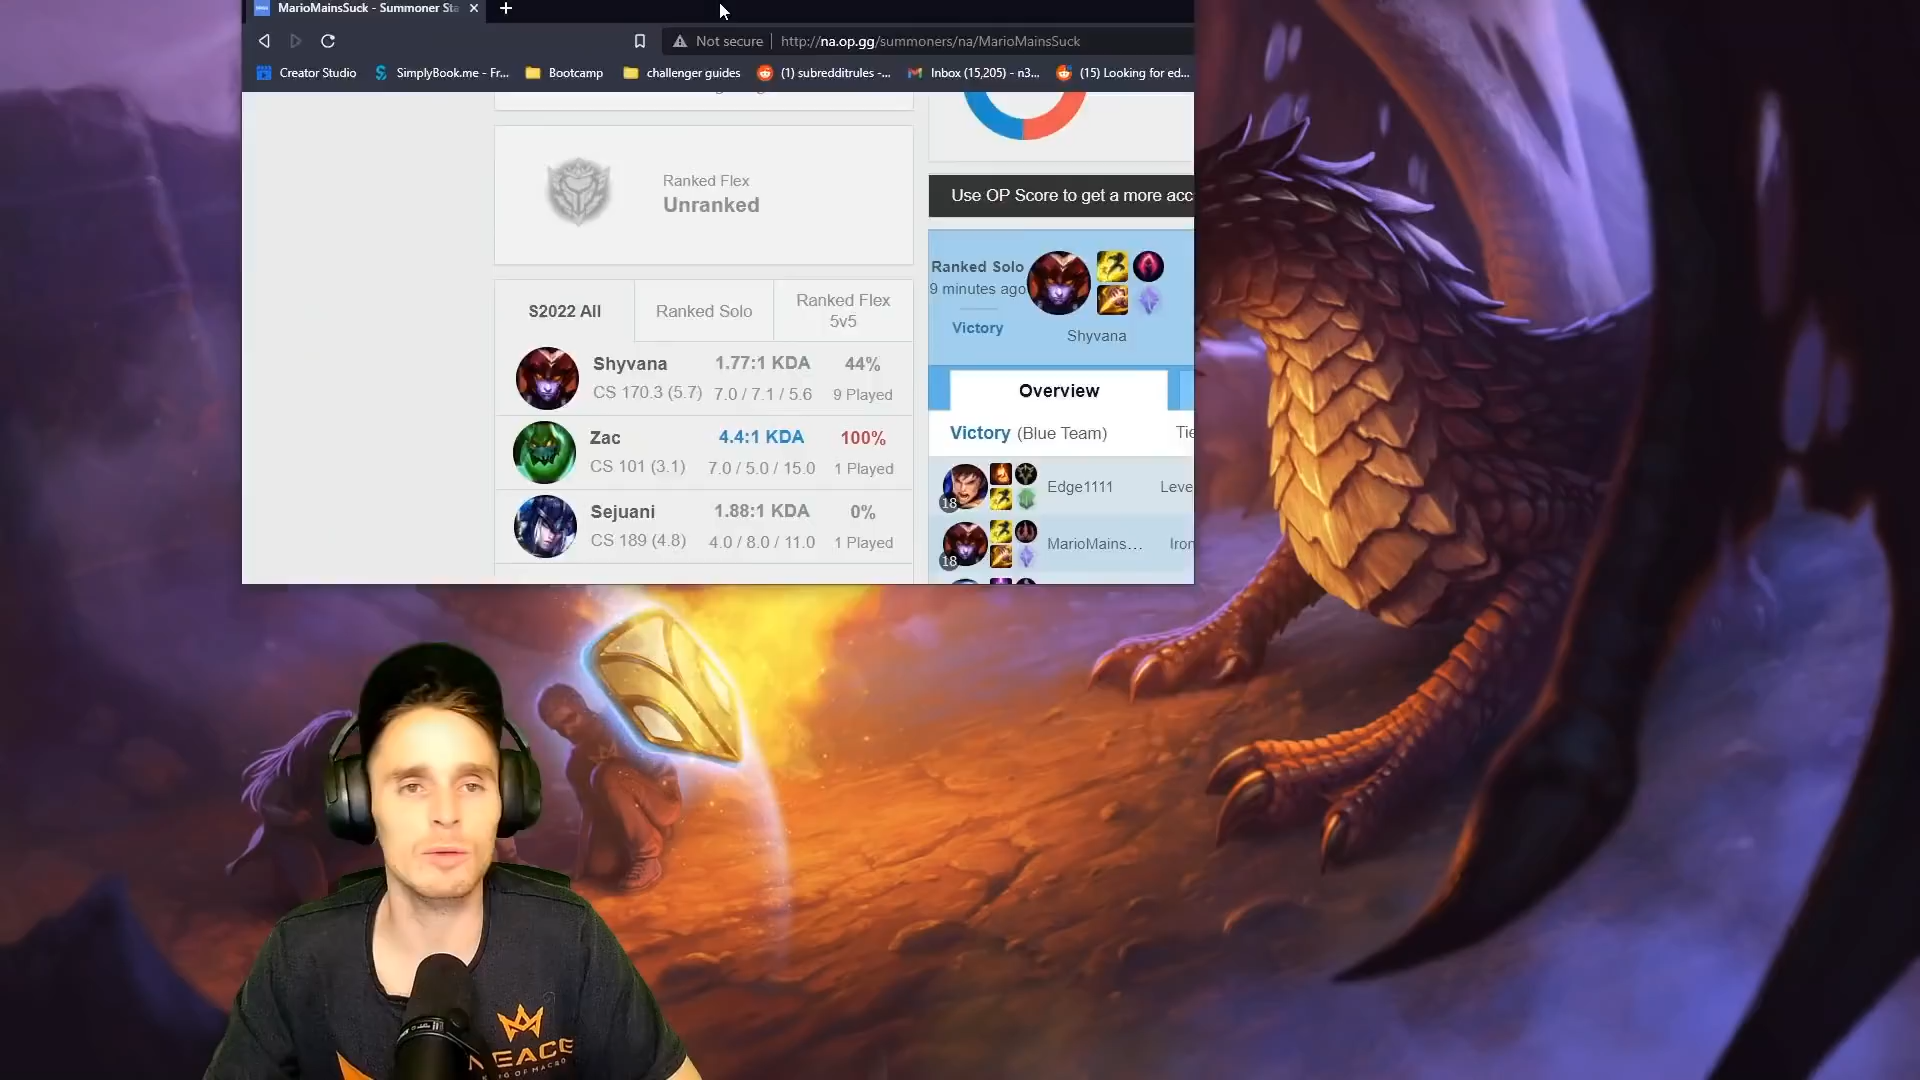 MarioMainsSuck - Summoner Sta
Not secure
http://na.op.gg/summoners/na/MarioMainsSuck
Creator Studio
SimplyBook.me - Fr...
Bootcamp
challenger guides
(1) subredditrules -...
Inbox (15,205) - n3...
(15) Looking for ed...
Ranked Flex
Unranked
S2022 All
Ranked Solo
Ranked Flex
5v5
Shyvana 1.77:1 KDA 44%
CS 170.3 (5.7) 7.0 / 7.1 / 5.6 9 Played
Zac 4.4:1 KDA 100%
CS 101 (3.1) 7.0 / 5.0 / 15.0 1 Played
Sejuani 1.88:1 KDA 0%
CS 189 (4.8) 4.0 / 8.0 / 11.0 1 Played
Use OP Score to get a more acc
Ranked Solo
9 minutes ago
Victory
Shyvana
Overview
Victory (Blue Team) Tie
18 Edge1111 Leve
18 MarioMains... Iron
NEACE
KING OF MACRO